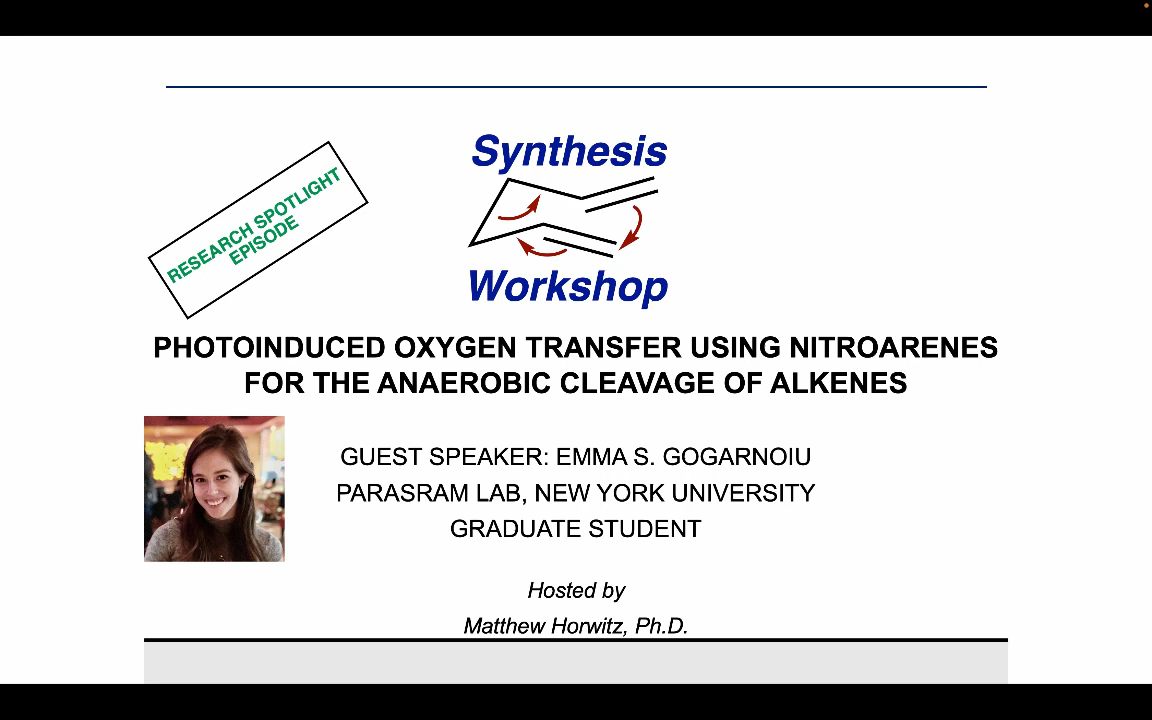 Synthesis
RESEARCH SPOTLIGHT
EPISODE
Workshop
PHOTOINDUCED OXYGEN TRANSFER USING NITROARENES
FOR THE ANAEROBIC CLEAVAGE OF ALKENES
GUEST SPEAKER: EMMA S. GOGARNOIU
PARASRAM LAB, NEW YORK UNIVERSITY
GRADUATE STUDENT
Hosted by
Matthew Horwitz, Ph.D.